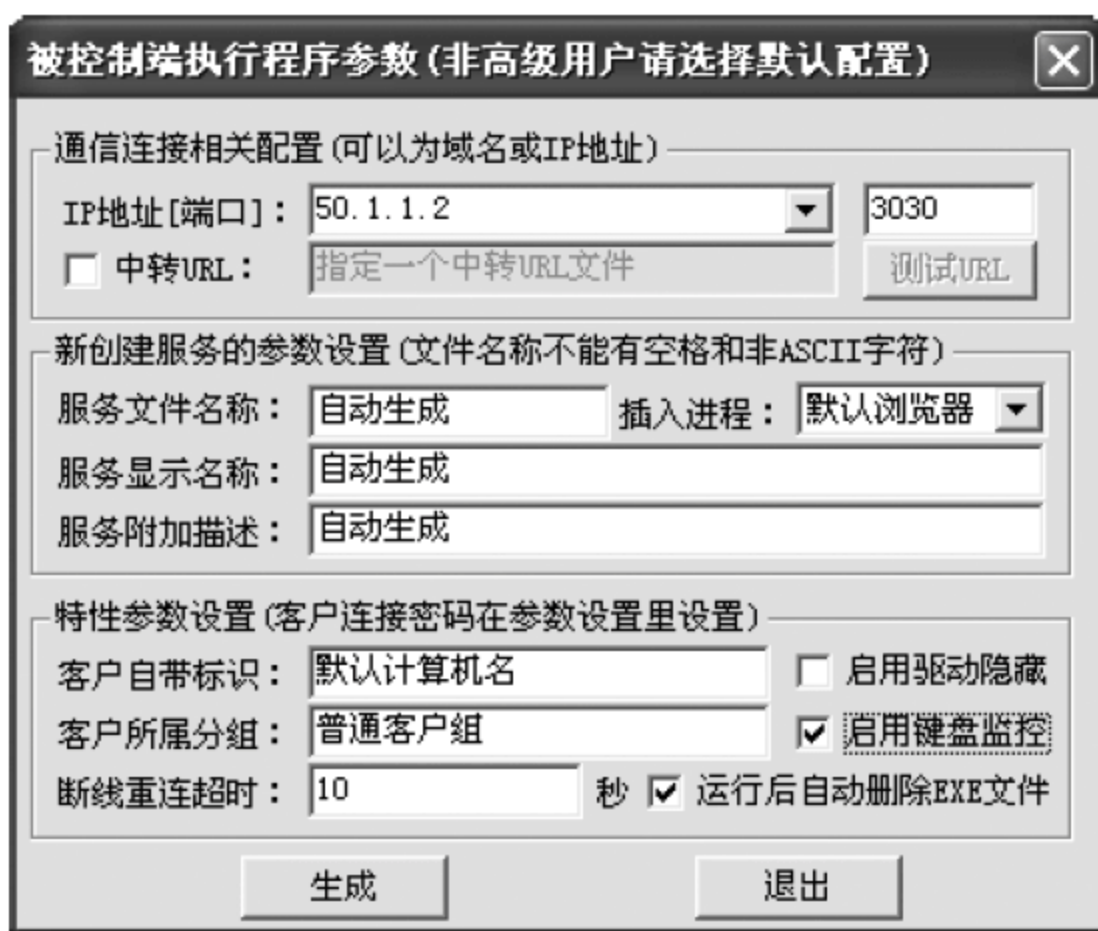 被控制端执行程序参数(非高级用户请选择默认配置)
通信连接相关配置(可以为域名或IP地址)
IP地址[端口]: 50.1.1.2 3030
中转URL: 指定一个中转URL文件 测试URL
新创建服务的参数设置(文件名称不能有空格和非ASCII字符)
服务文件名称: 自动生成 插入进程: 默认浏览器
服务显示名称: 自动生成
服务附加描述: 自动生成
特性参数设置(客户连接密码在参数设置里设置)
客户自带标识: 默认计算机名 启用驱动隐藏
客户所属分组: 普通客户组 启用键盘监控
断线重连超时: 10 秒 运行后自动删除EXE文件
生成 退出